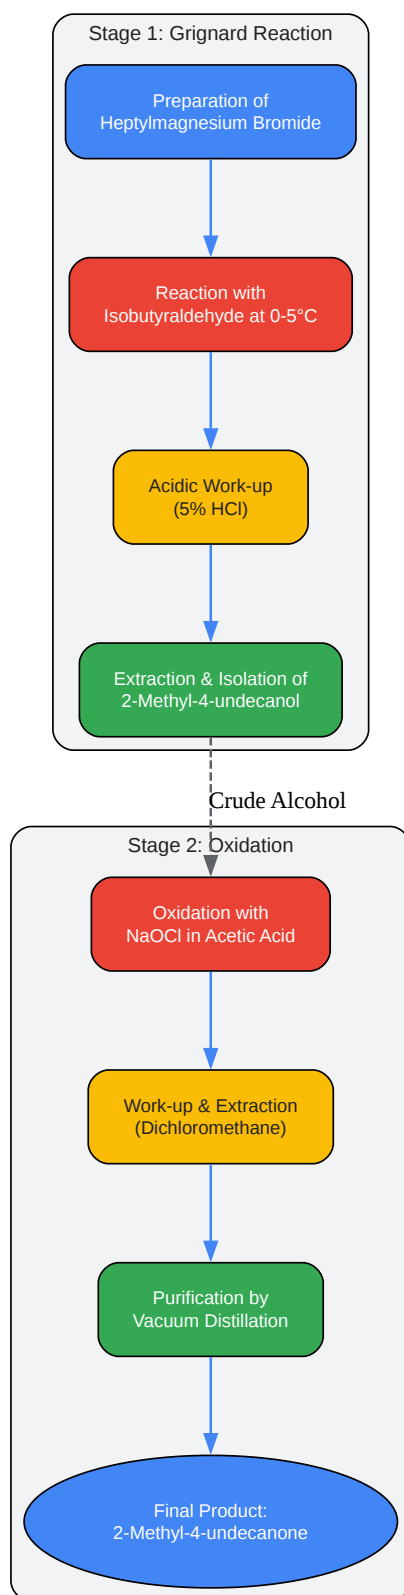 Stage 1: Grignard Reaction
Preparation of
Heptylmagnesium Bromide
Reaction with
Isobutyraldehyde at 0-5°C
Acidic Work-up
(5% HCl)
Extraction & Isolation of
2-Methyl-4-undecanol
Crude Alcohol
Stage 2: Oxidation
Oxidation with
NaOCl in Acetic Acid
Work-up & Extraction
(Dichloromethane)
Purification by
Vacuum Distillation
Final Product:
2-Methyl-4-undecanone